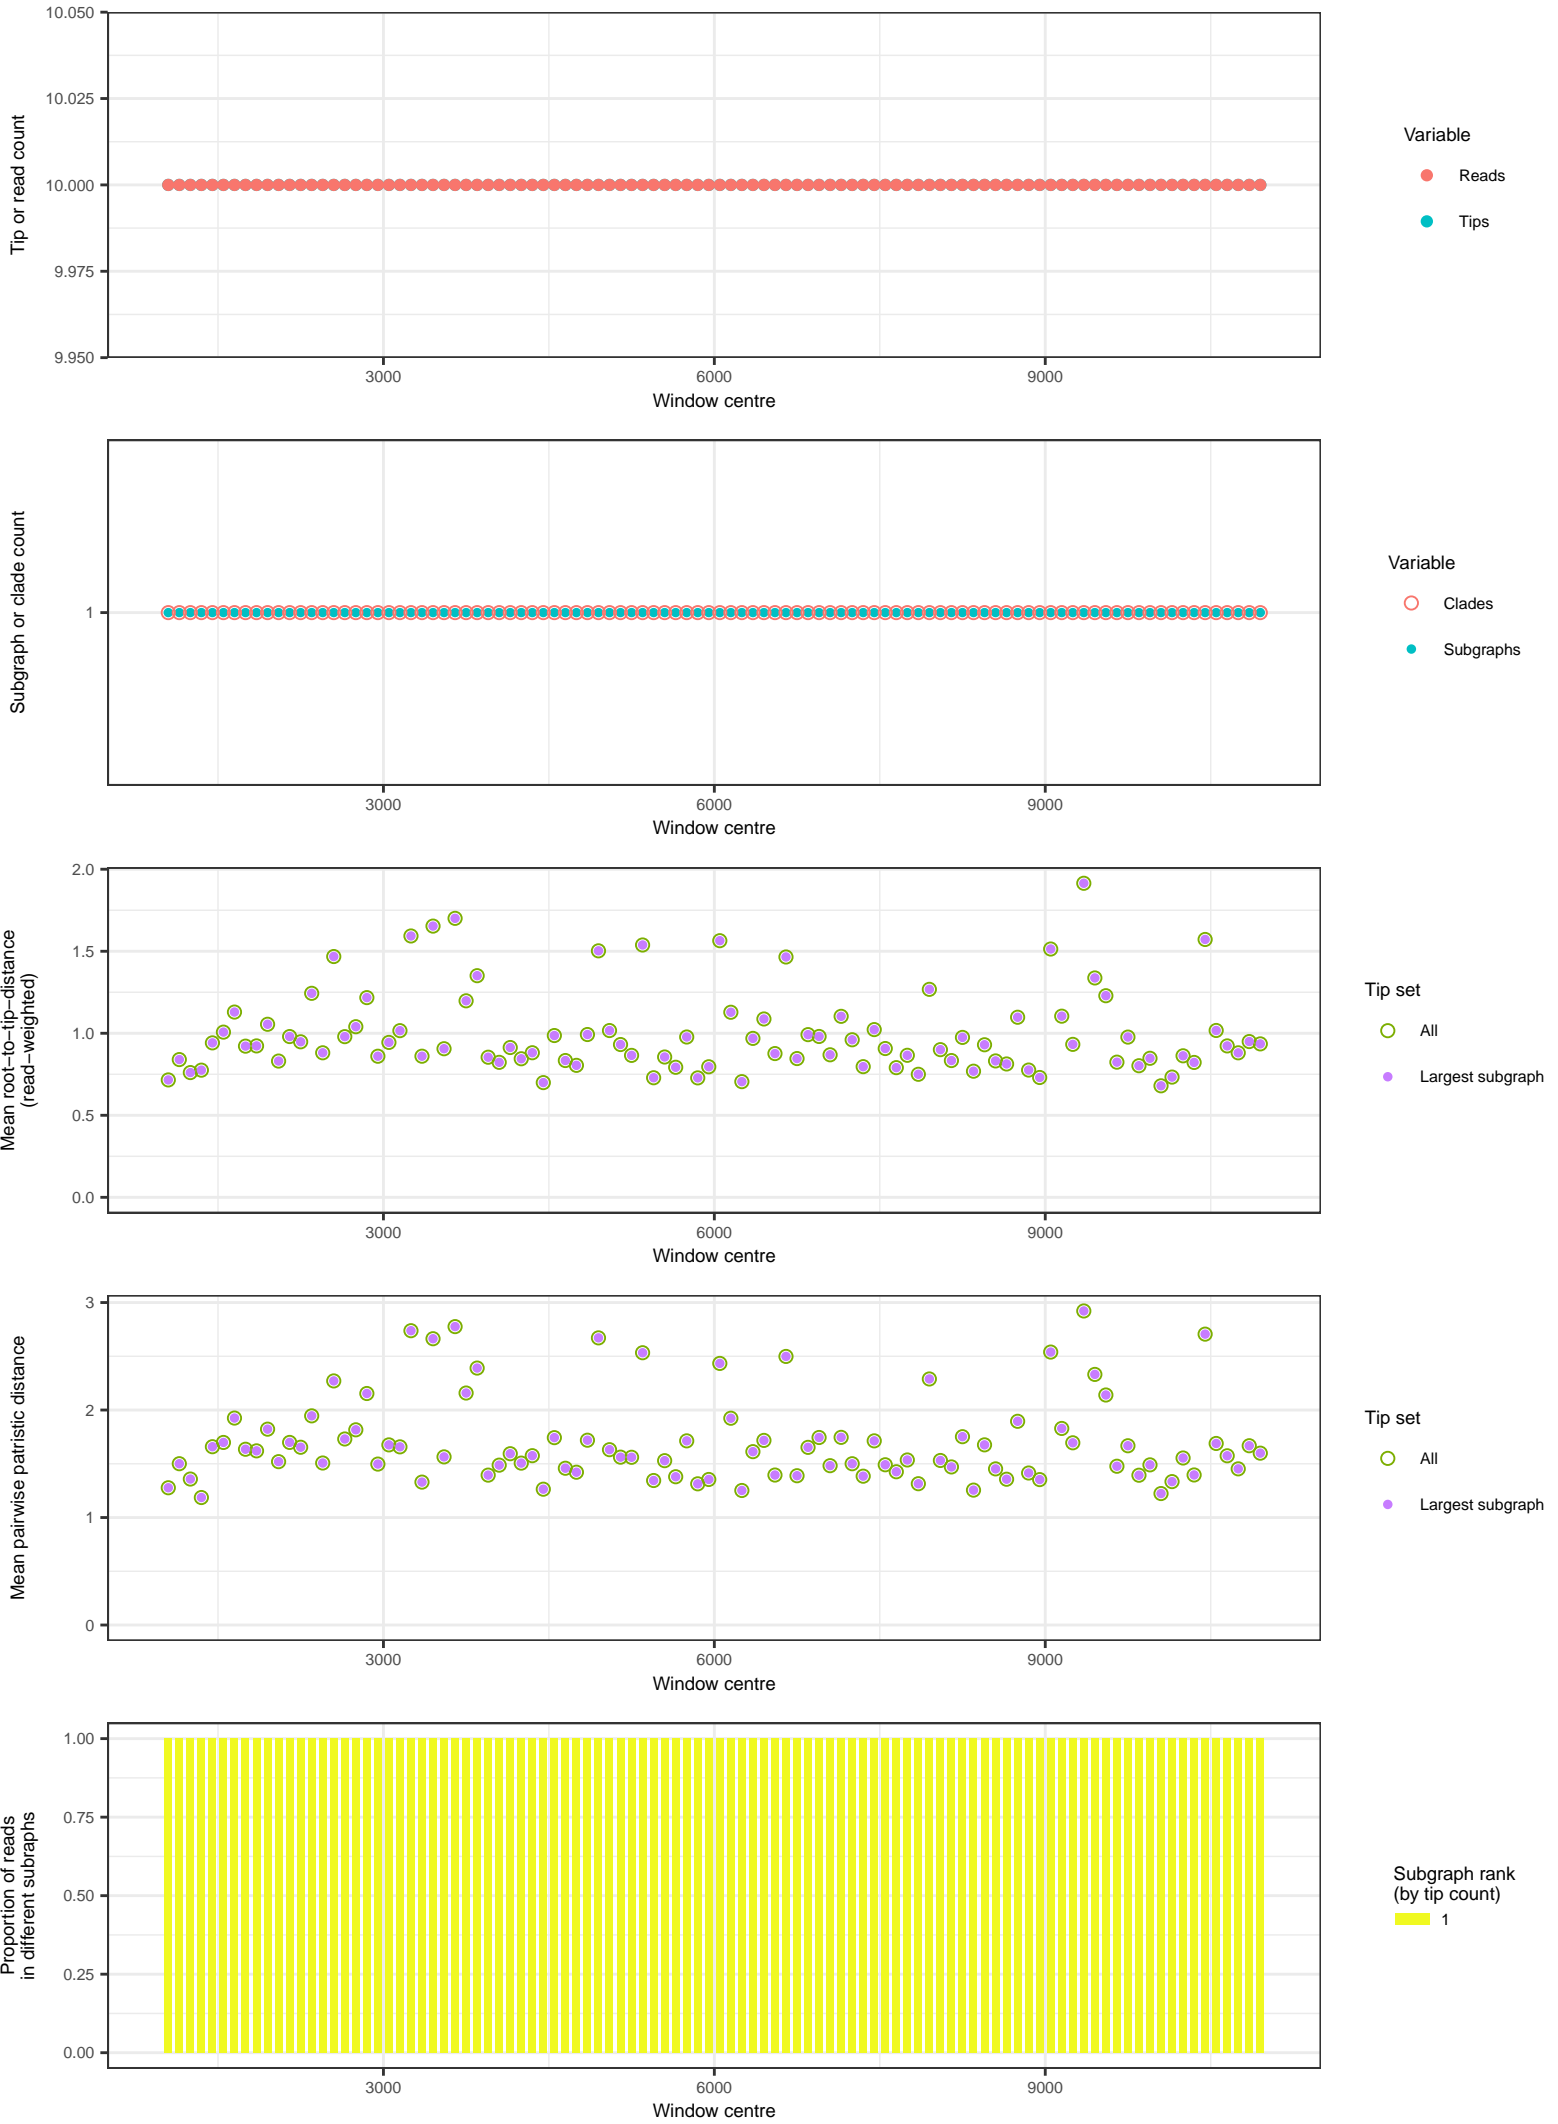 10.050
10.025
10.000
9.975
9.950
Tip or read count
3000
6000
9000
Window centre
Variable
Reads
Tips
1
Subgraph or clade count
3000
6000
9000
Window centre
Variable
Clades
Subgraphs
2.0
1.5
1.0
0.5
0.0
Mean root−to−tip−distance
(read−weighted)
3000
6000
9000
Window centre
Tip set
All
Largest subgraph
3
2
1
0
Mean pairwise patristic distance
3000
6000
9000
Window centre
Tip set
All
Largest subgraph
1.00
0.75
0.50
0.25
0.00
Proportion of reads
in different subraphs
3000
6000
9000
Window centre
Subgraph rank
(by tip count)
1